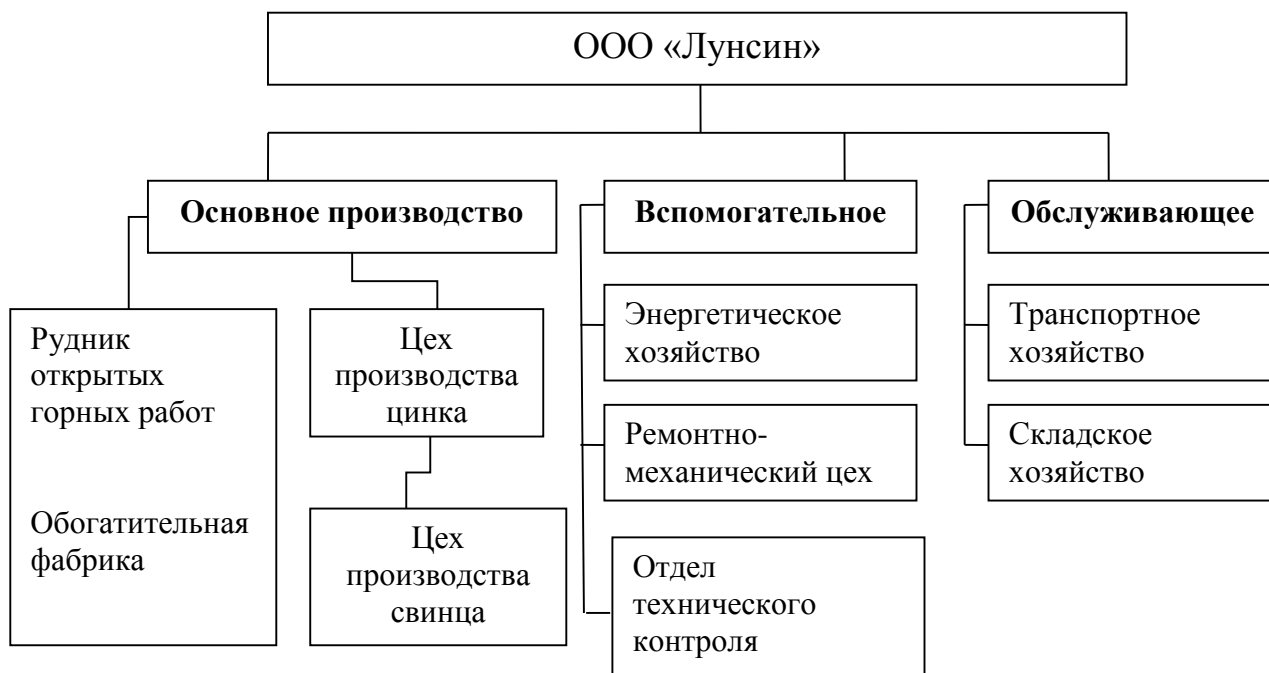 ООО «Лунсин»
Основное производство
Вспомогательное
Обслуживающее
Рудник
открытых
горных работ
Обогатительная
фабрика
Цех
производства
цинка
Цех
производства
свинца
Энергетическое
хозяйство
Ремонтно-
механический цех
Отдел
технического
контроля
Транспортное
хозяйство
Складское
хозяйство